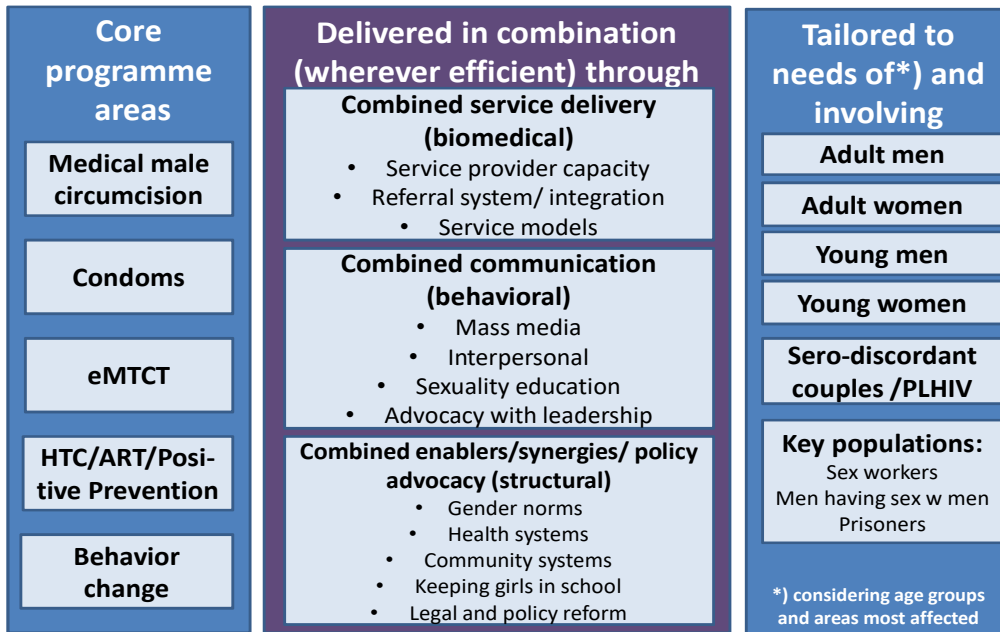 Core
programme
areas
Medical male
circumcision
Condoms
eMTCT
HTC/ART/Posi-
tive Prevention
Behavior
change
Delivered in combination
(wherever efficient) through
Combined service delivery
(biomedical)
• Service provider capacity
• Referral system/ integration
• Service models
Combined communication
(behavioral)
• Mass media
• Interpersonal
• Sexuality education
• Advocacy with leadership
Combined enablers/synergies/ policy
advocacy (structural)
• Gender norms
• Health systems
• Community systems
• Keeping girls in school
• Legal and policy reform
Tailored to
needs of*) and
involving
Adult men
Adult women
Young men
Young women
Sero-discordant
couples /PLHIV
Key populations:
Sex workers
Men having sex w men
Prisoners
*) considering age groups
and areas most affected